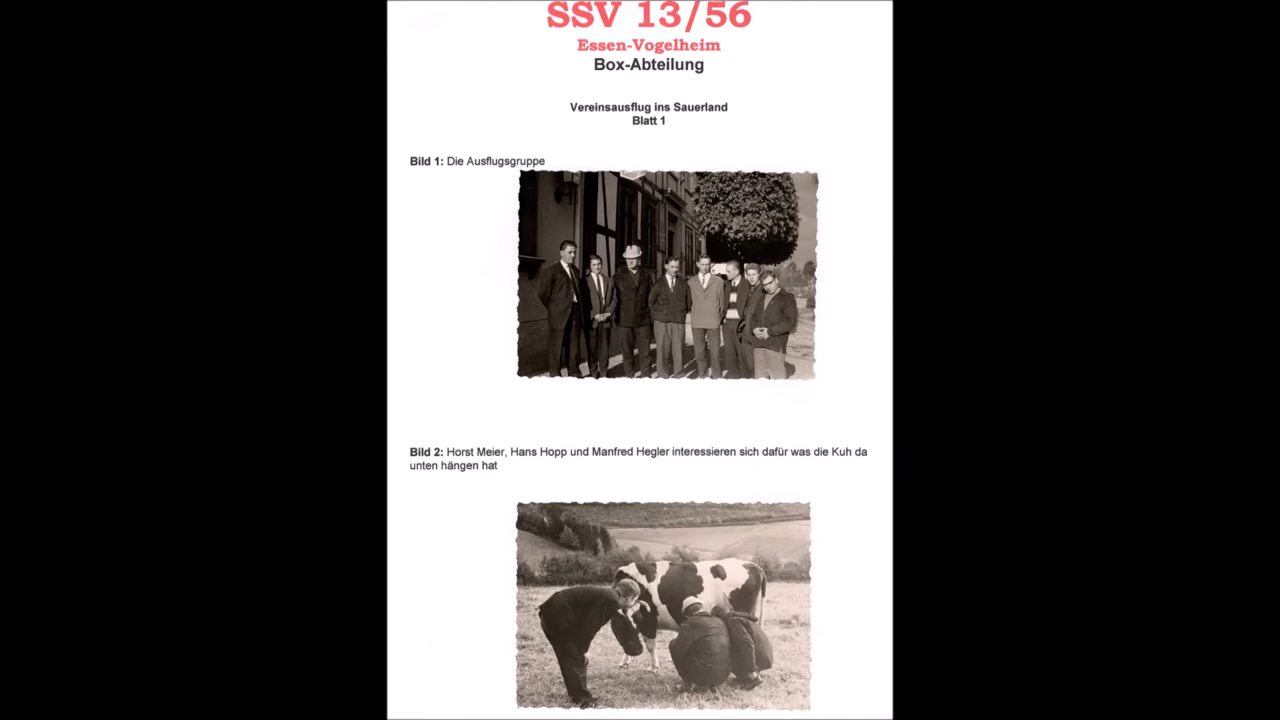 SSV 13/56
Essen-Vogelheim
Box-Abteilung
Vereinsausflug ins Sauerland
Blatt 1
Bild 1: Die Ausflugsgruppe
Bild 2: Horst Meier, Hans Hopp und Manfred Hegler interessieren sich dafür was die Kuh da
unten hängen hat